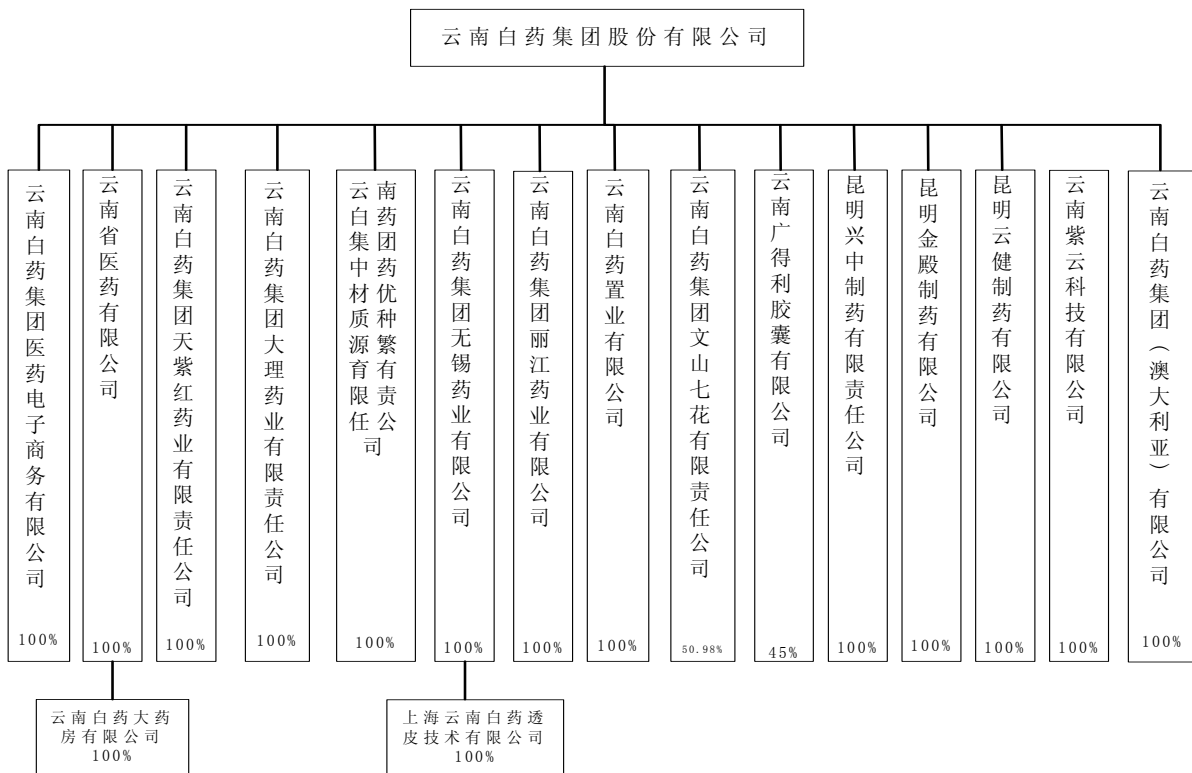 云南白药集团股份有限公司
云南白药集团医药电子商务有限公司
100%
云南省医药有限公司
100%
云南白药集团天紫红药业有限责任公司
100%
云南白药集团大理药业有限责任公司
100%
云南
白药
集团
中药
材优
质种
源繁
育有
限责
任公
司
100%
云南白药集团无锡药业有限公司
100%
云南白药集团丽江药业有限公司
100%
云南白药置业有限公司
100%
云南白药集团文山七花有限责任公司
50.98%
云南广得利胶囊有限公司
45%
昆明兴中制药有限责任公司
100%
昆明金殿制药有限公司
100%
昆明云健制药有限公司
100%
云南紫云科技有限公司
100%
云南白药集团（澳大利亚）有限公司
100%
云南白药大药
房有限公司
100%
上海云南白药透
皮技术有限公司
100%